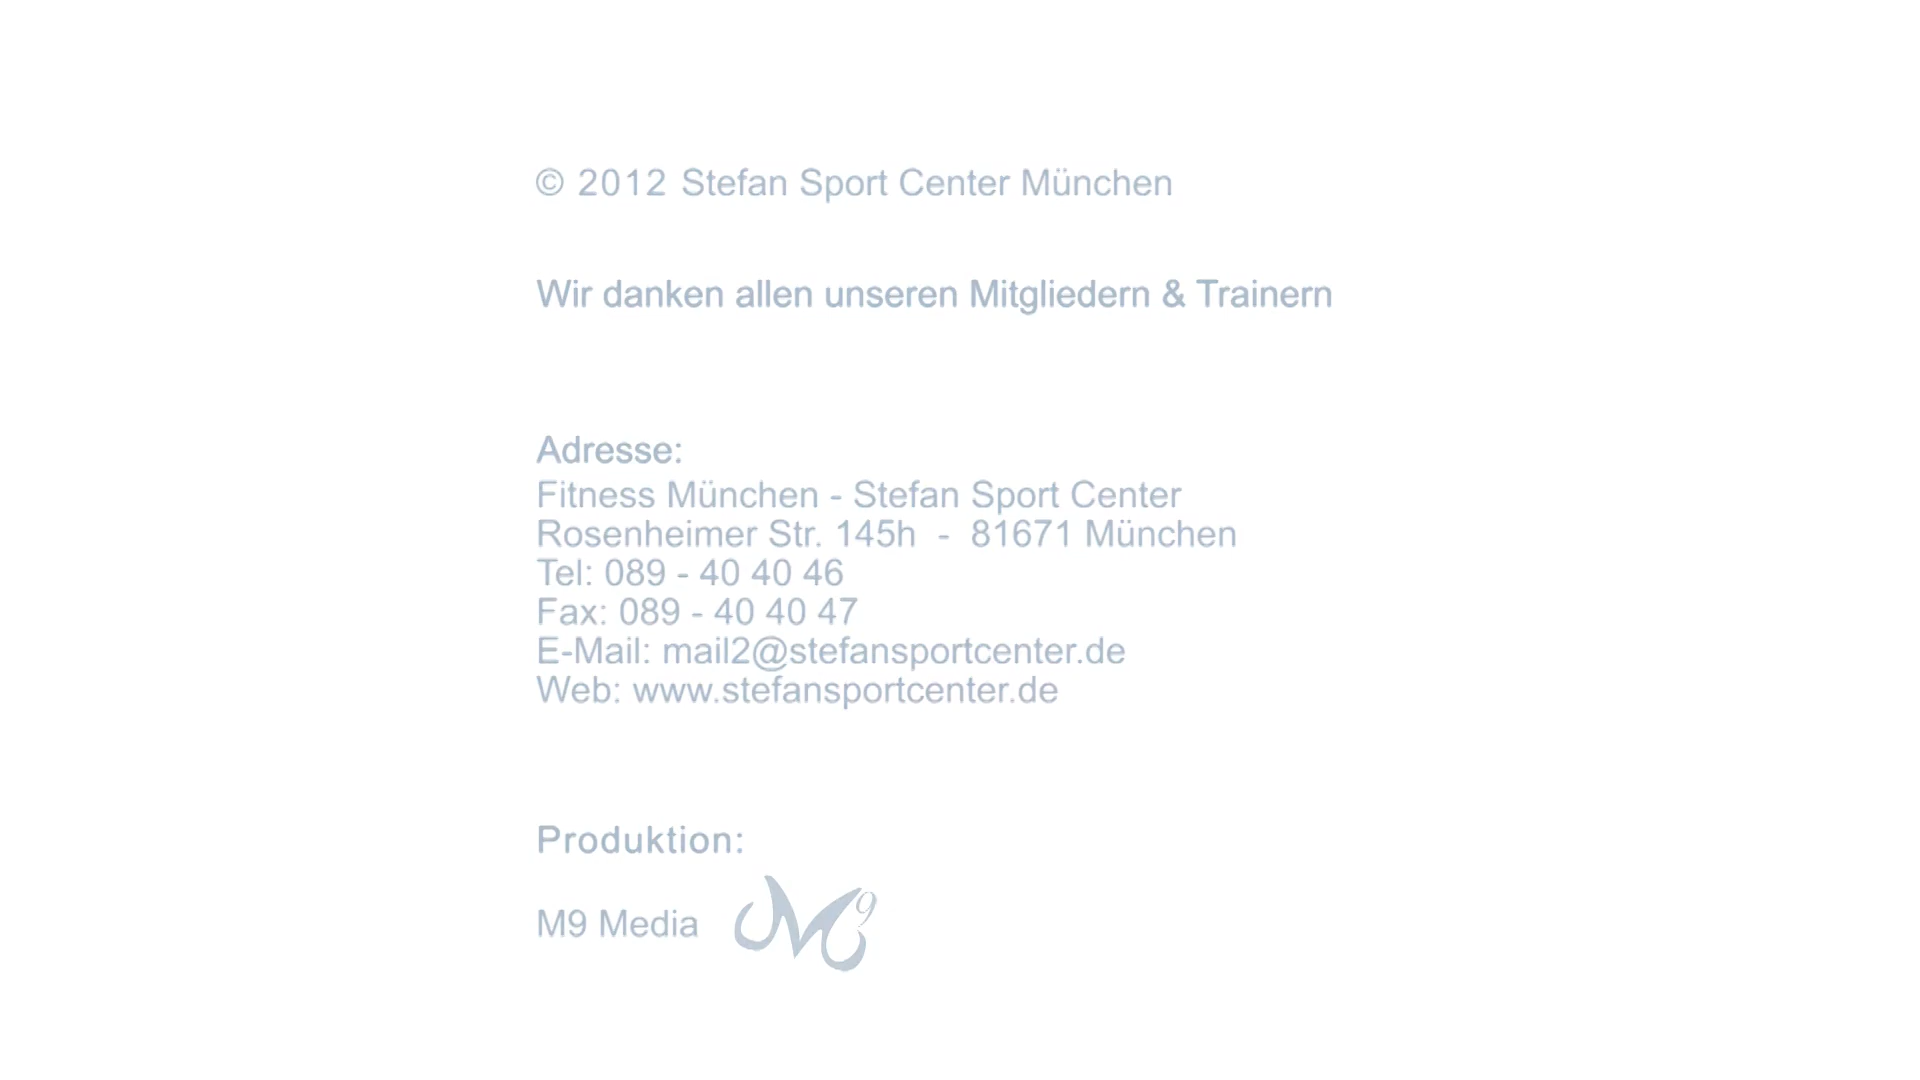 © 2012 Stefan Sport Center München
Wir danken allen unseren Mitgliedern & Trainern
Adresse:
Fitness München - Stefan Sport Center
Rosenheimer Str. 145h - 81671 München
Tel: 089 - 40 40 46
Fax: 089 - 40 40 47
E-Mail: mail2@stefansportcenter.de
Web: www.stefansportcenter.de
Produktion:
M9 Media M9